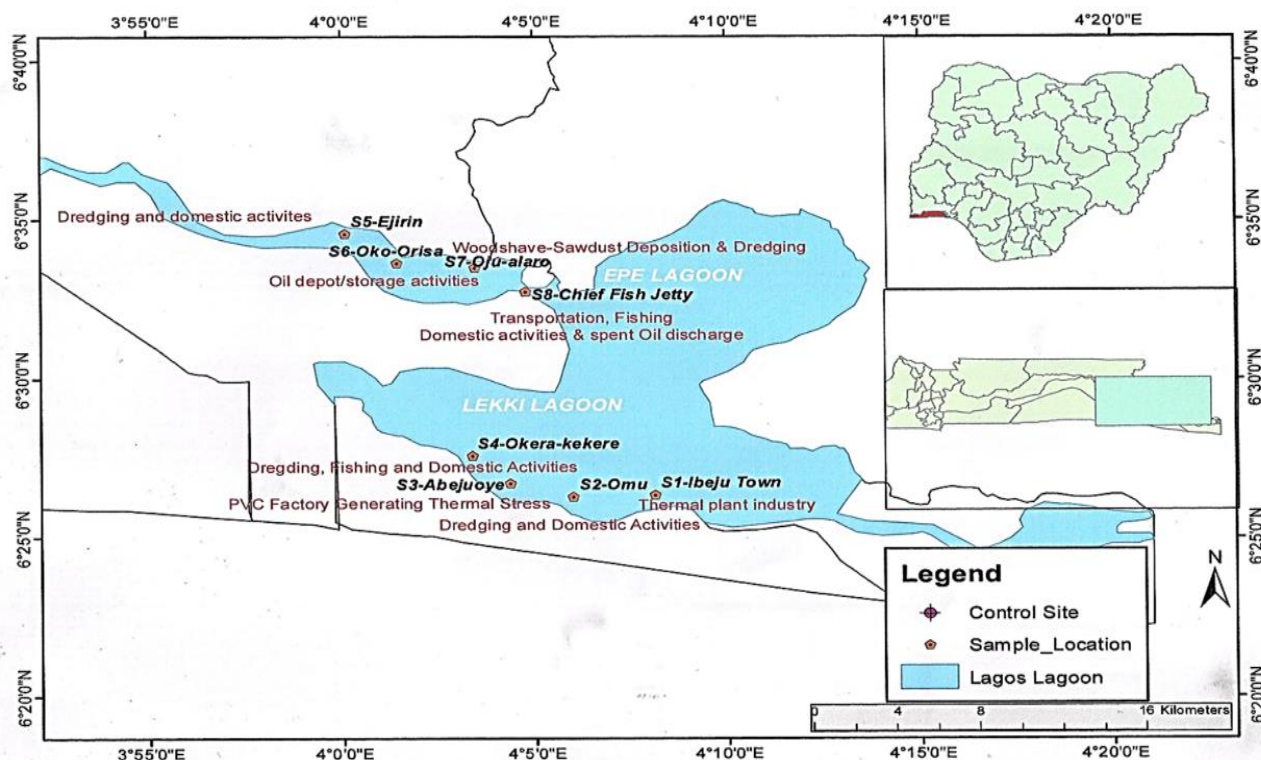 3°55'0"E 4°0'0"E 4°5'0"E 4°10'0"E 4°15'0"E 4°20'0"E
6°40'0"N 6°40'0"N
6°35'0"N 6°35'0"N
Dredging and domestic activites
S5-Ejirin
S6-Oko-Orisa
Woodshave-Sawdust Deposition & Dredging
S7-Oju-alaro
EPE LAGOON
Oil depot/storage activities
S8-Chief Fish Jetty
Transportation, Fishing
Domestic activities & spent Oil discharge
6°30'0"N 6°30'0"N
LEKKI LAGOON
S4-Okera-kekere
Dregding, Fishing and Domestic Activities
S3-Abejuoye
S2-Omu
S1-Ibeju Town
PVC Factory Generating Thermal Stress
Thermal plant industry
Dredging and Domestic Activities
6°25'0"N 6°25'0"N
N
Legend
Control Site
Sample_Location
Lagos Lagoon
6°20'0"N 6°20'0"N
0 4 8 16 Kilometers
3°55'0"E 4°0'0"E 4°5'0"E 4°10'0"E 4°15'0"E 4°20'0"E